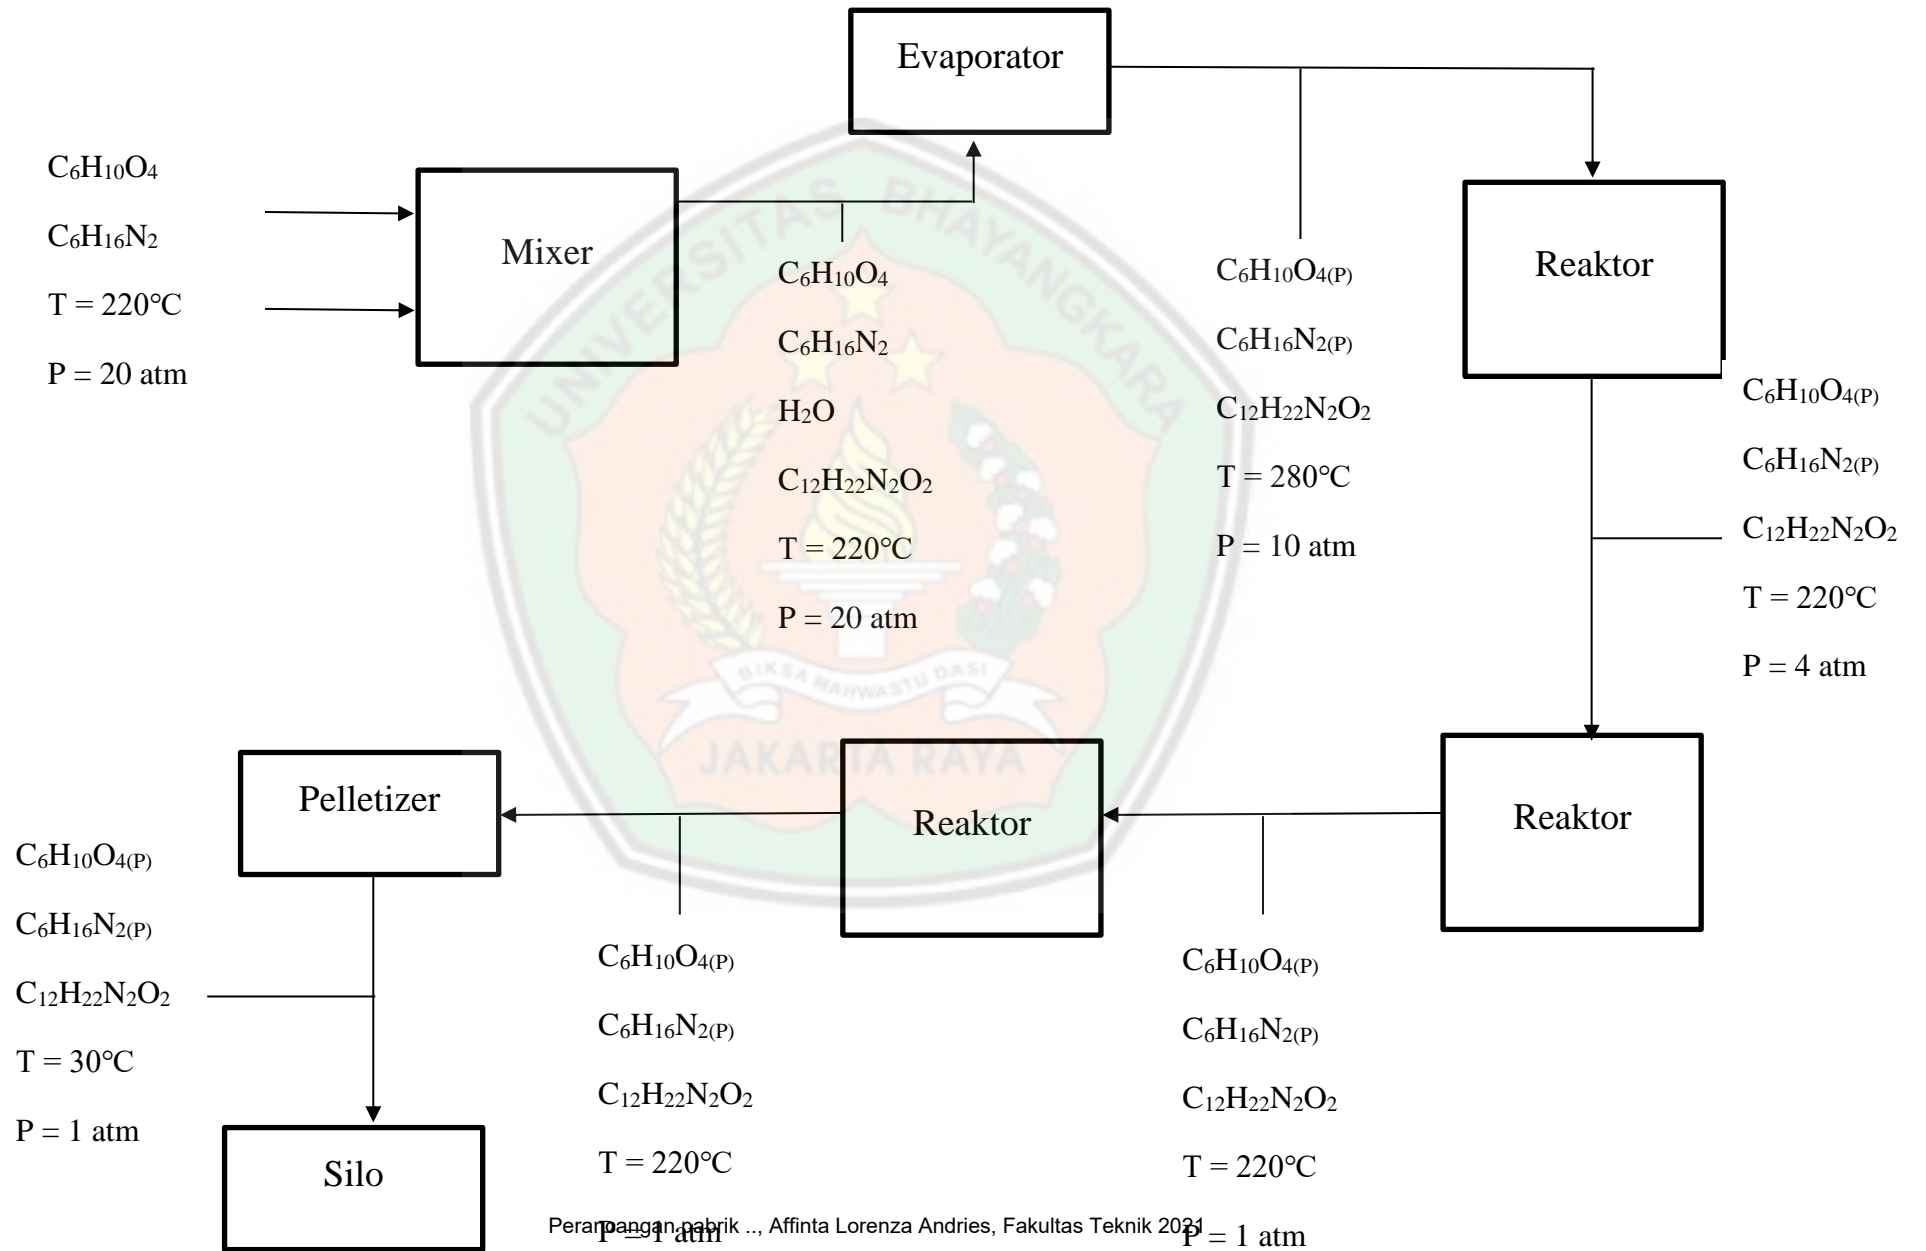 Evaporator
C₆H₁₀O₄
C₆H₁₆N₂
T = 220°C
P = 20 atm
Mixer
C₆H₁₀O₄
C₆H₁₆N₂
H₂O
C₁₂H₂₂N₂O₂
T = 220°C
P = 20 atm
C₆H₁₀O₄₍P₎
C₆H₁₆N₂₍P₎
C₁₂H₂₂N₂O₂
T = 280°C
P = 10 atm
Reaktor
C₆H₁₀O₄₍P₎
C₆H₁₆N₂₍P₎
C₁₂H₂₂N₂O₂
T = 220°C
P = 4 atm
UNIVERSITAS BHAYANGKARA
BIKSA MAHWASTU DASI
JAKARTA RAYA
Reaktor
C₆H₁₀O₄₍P₎
C₆H₁₆N₂₍P₎
C₁₂H₂₂N₂O₂
T = 220°C
P = 1 atm
Reaktor
C₆H₁₀O₄₍P₎
C₆H₁₆N₂₍P₎
C₁₂H₂₂N₂O₂
T = 220°C
P = 1 atm
Pelletizer
C₆H₁₀O₄₍P₎
C₆H₁₆N₂₍P₎
C₁₂H₂₂N₂O₂
T = 30°C
P = 1 atm
Silo
Perancangan pabrik .., Affinta Lorenza Andries, Fakultas Teknik 2021